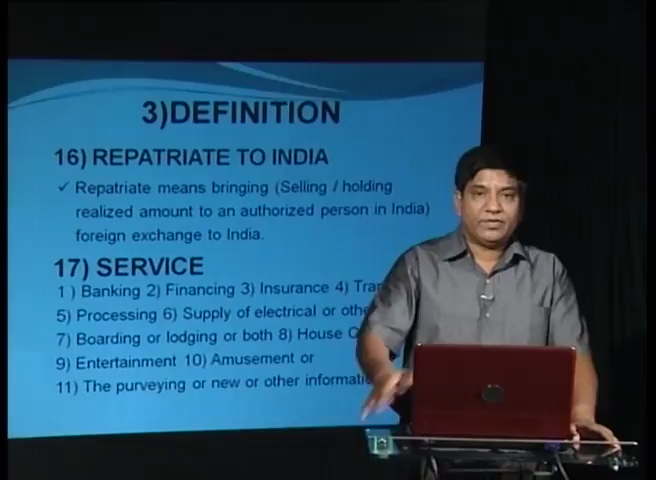 3)DEFINITION
16) REPATRIATE TO INDIA
✓ Repatriate means bringing (Selling / holding
realized amount to an authorized person in India)
foreign exchange to India.
17) SERVICE
1 ) Banking 2) Financing 3) Insurance 4)
5) Processing 6) Supply of electrical or
7) Boarding or lodging or both 8) House
9) Entertainment 10) Amusement or
11) The purveying or new or other